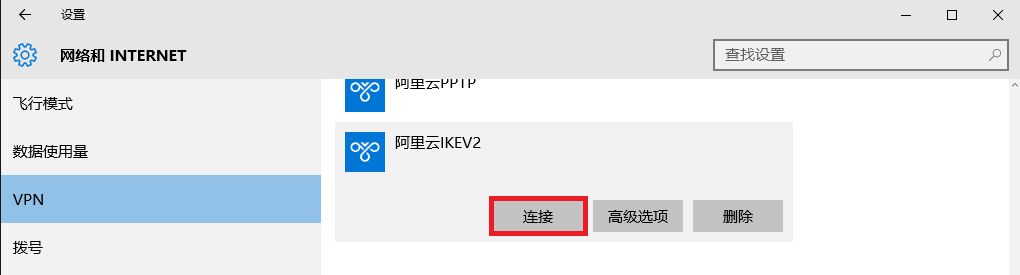 设置
网络和 INTERNET
查找设置
飞行模式
数据使用量
VPN
拨号
阿里云PPTP
阿里云IKEV2
连接
高级选项
删除